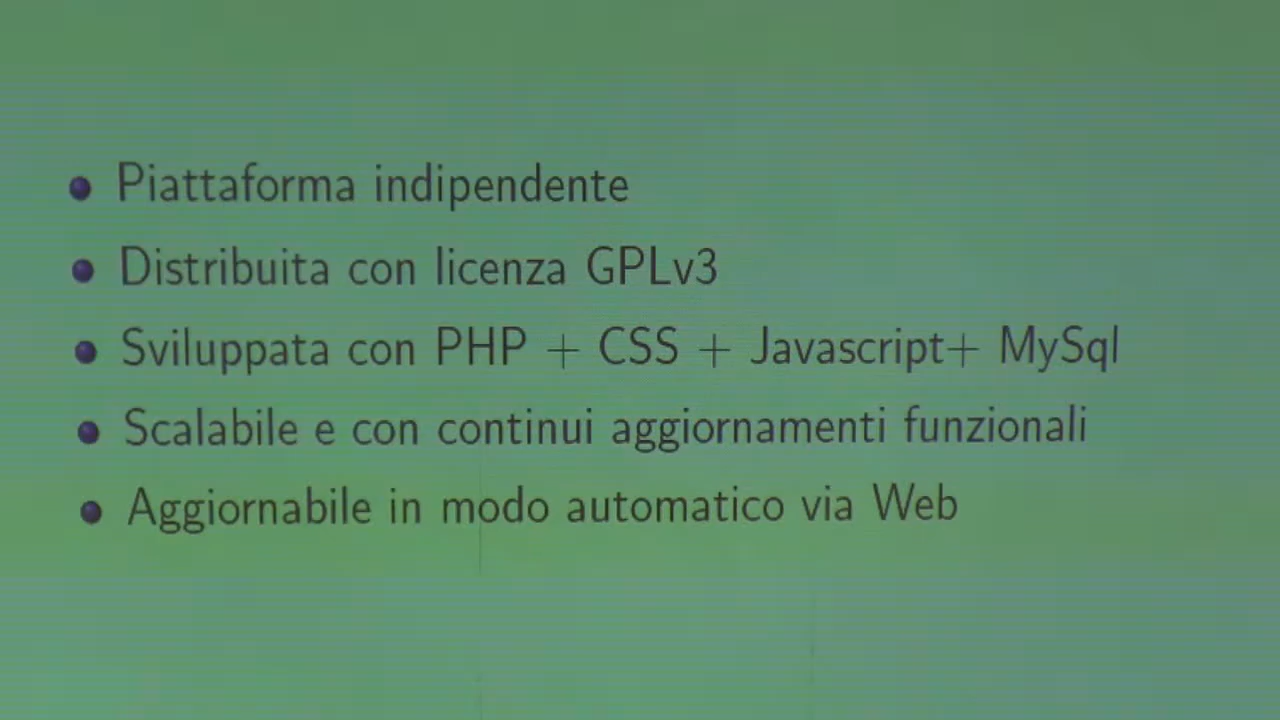 Piattaforma indipendente
Distribuita con licenza GPLv3
Sviluppata con PHP + CSS + Javascript+ MySql
Scalabile e con continui aggiornamenti funzionali
Aggiornabile in modo automatico via Web